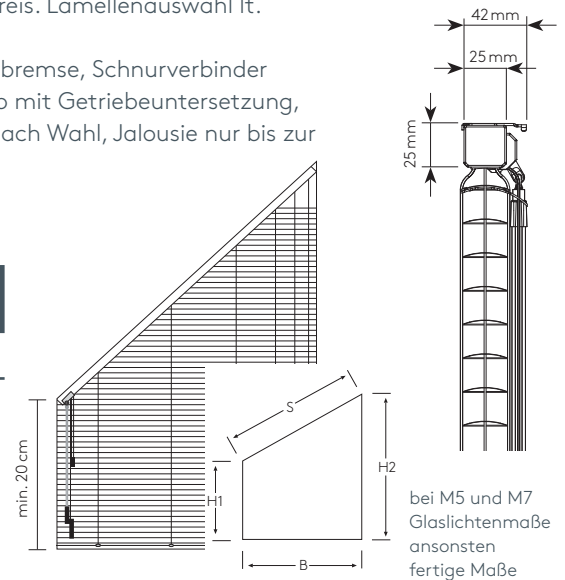 reis. Lamellenauswahl lt.
bremse, Schnurverbinder
mit Getriebeuntersetzung,
ach Wahl, Jalousie nur bis zur
42 mm
25 mm
25 mm
min. 20 cm
S
H1
H2
B
bei M5 und M7
Glaslichtenmaße
ansonsten
fertige Maße